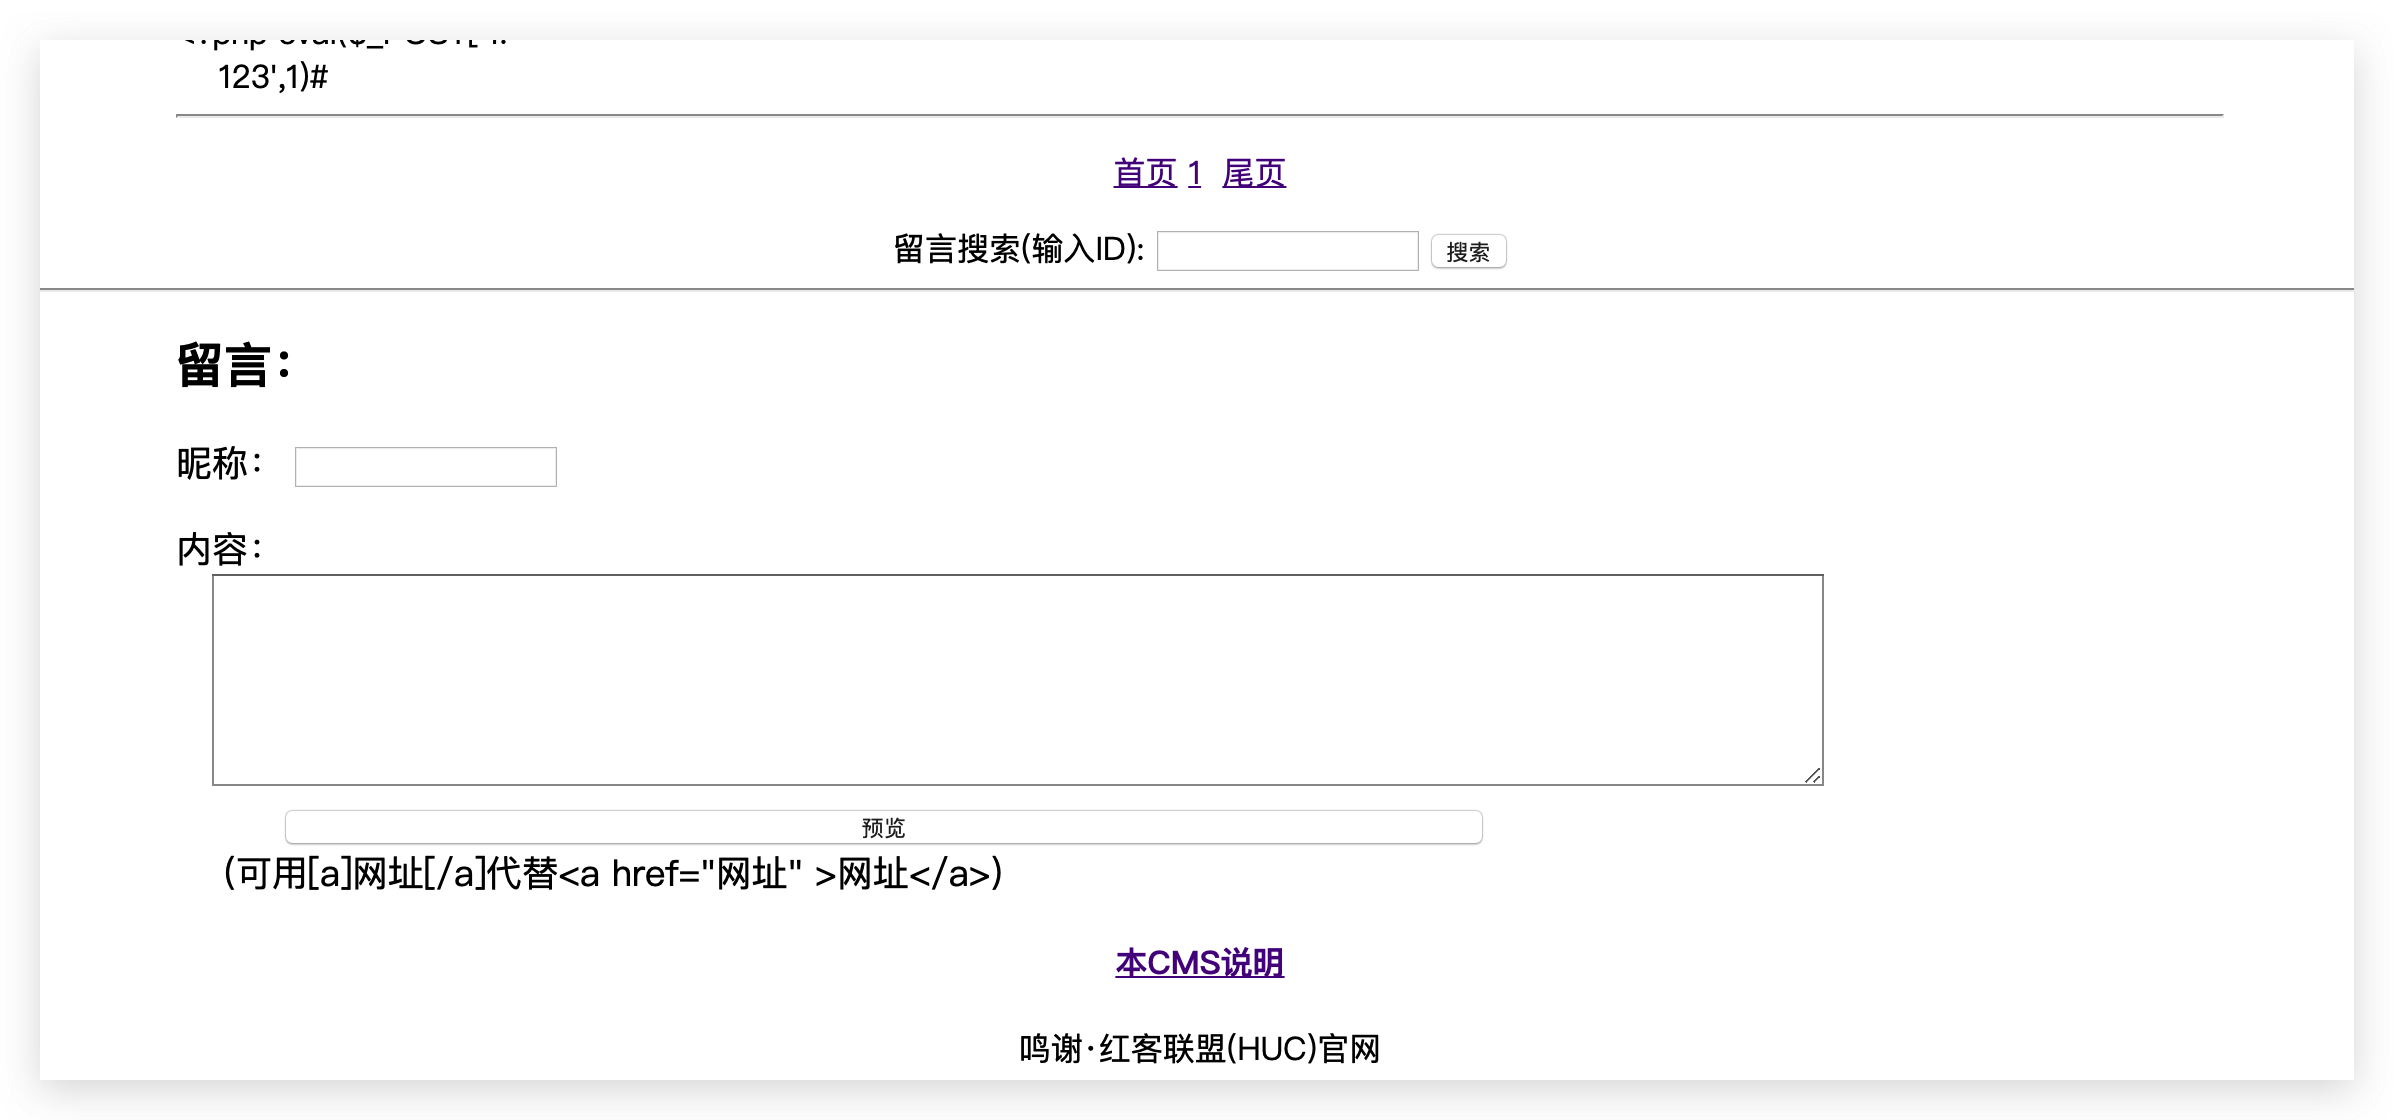 123',1)#
首页 1 尾页
留言搜索(输入ID): 搜索
留言：
昵称：
内容：
预览
(可用[a]网址[/a]代替<a href="网址" >网址</a>)
本CMS说明
鸣谢·红客联盟(HUC)官网